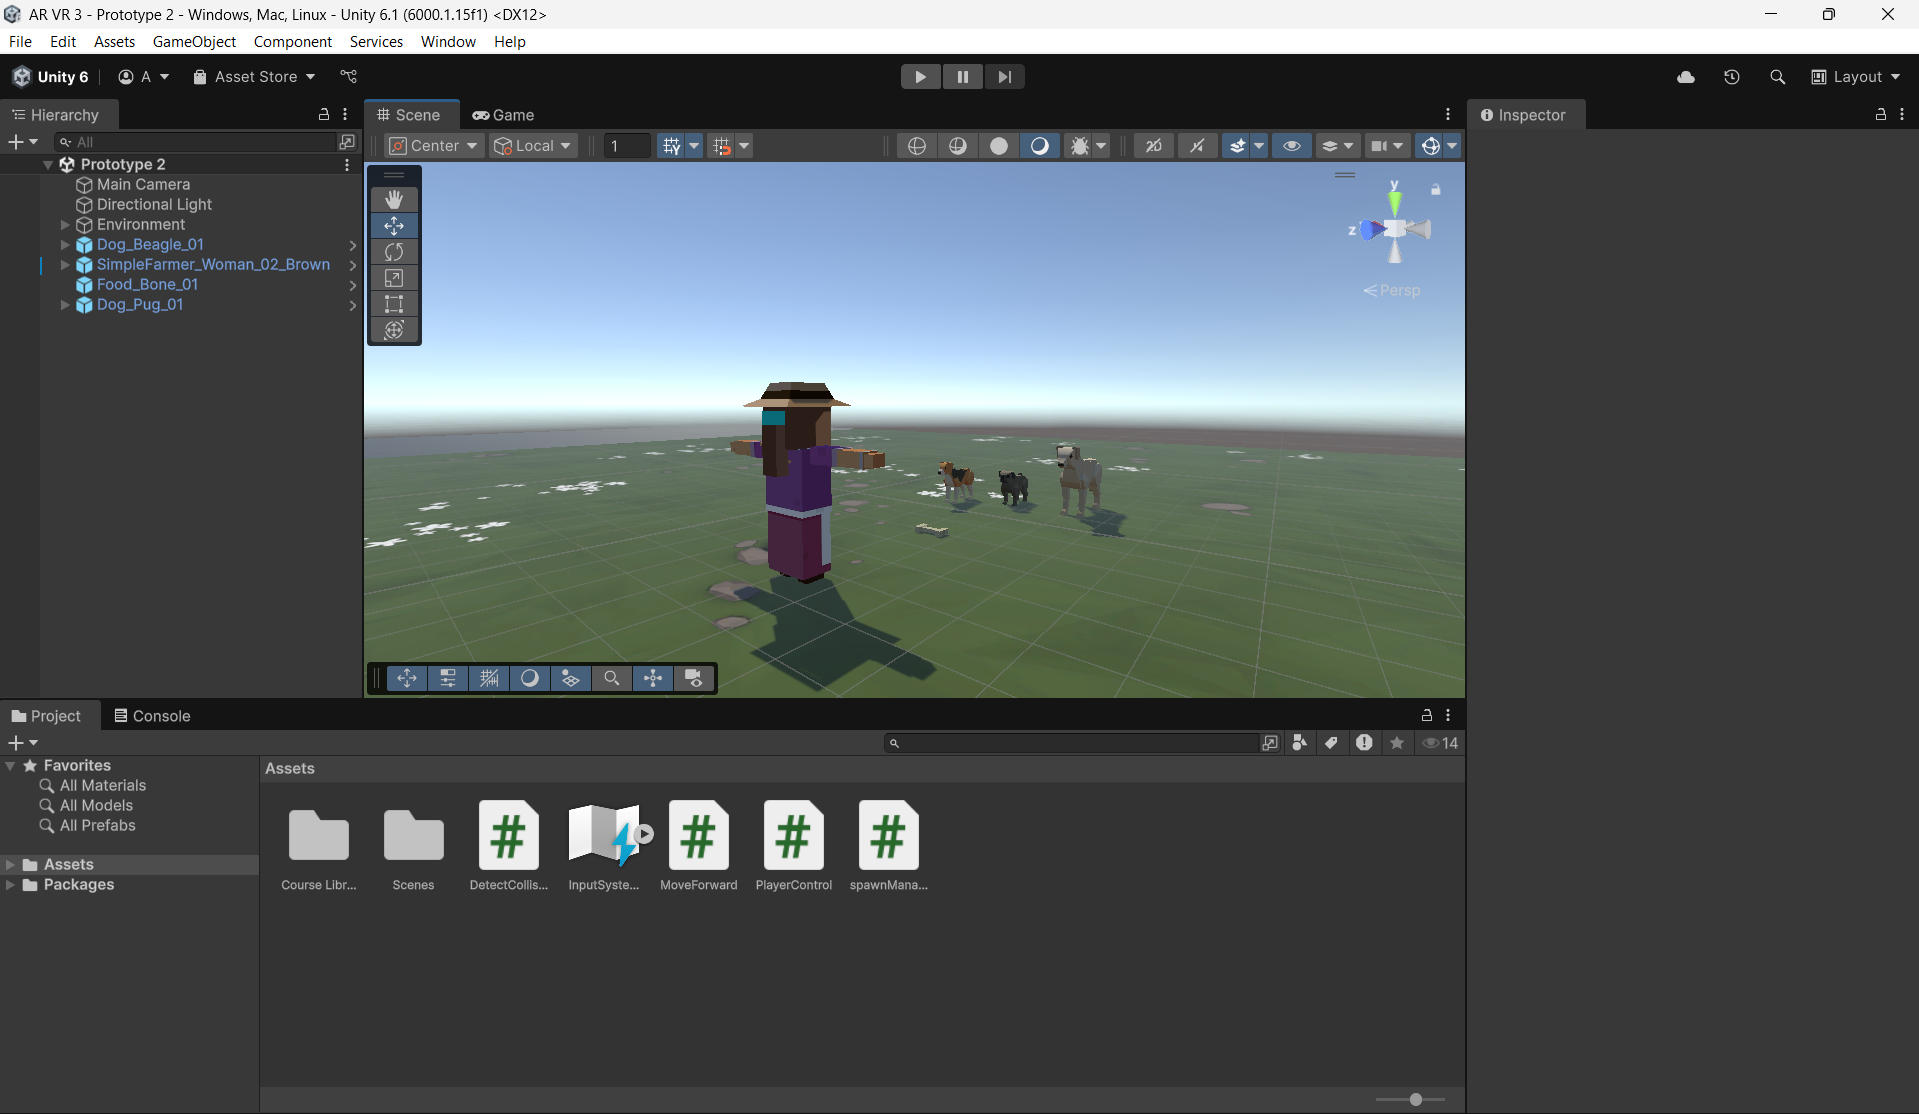 AR VR 3 - Prototype 2 - Windows, Mac, Linux - Unity 6.1 (6000.1.15f1) <DX12>
File Edit Assets GameObject Component Services Window Help
Unity 6 A Asset Store Layout
Hierarchy
All
Prototype 2
Main Camera
Directional Light
Environment
Dog_Beagle_01
SimpleFarmer_Woman_02_Brown
Food_Bone_01
Dog_Pug_01
Scene Game
Center Local 1 2D
y
z
Persp
Inspector
Project Console
14
Favorites
All Materials
All Models
All Prefabs
Assets
Packages
Assets
Course Libr... Scenes DetectCollis... InputSyste... MoveForward PlayerControl spawnMana...